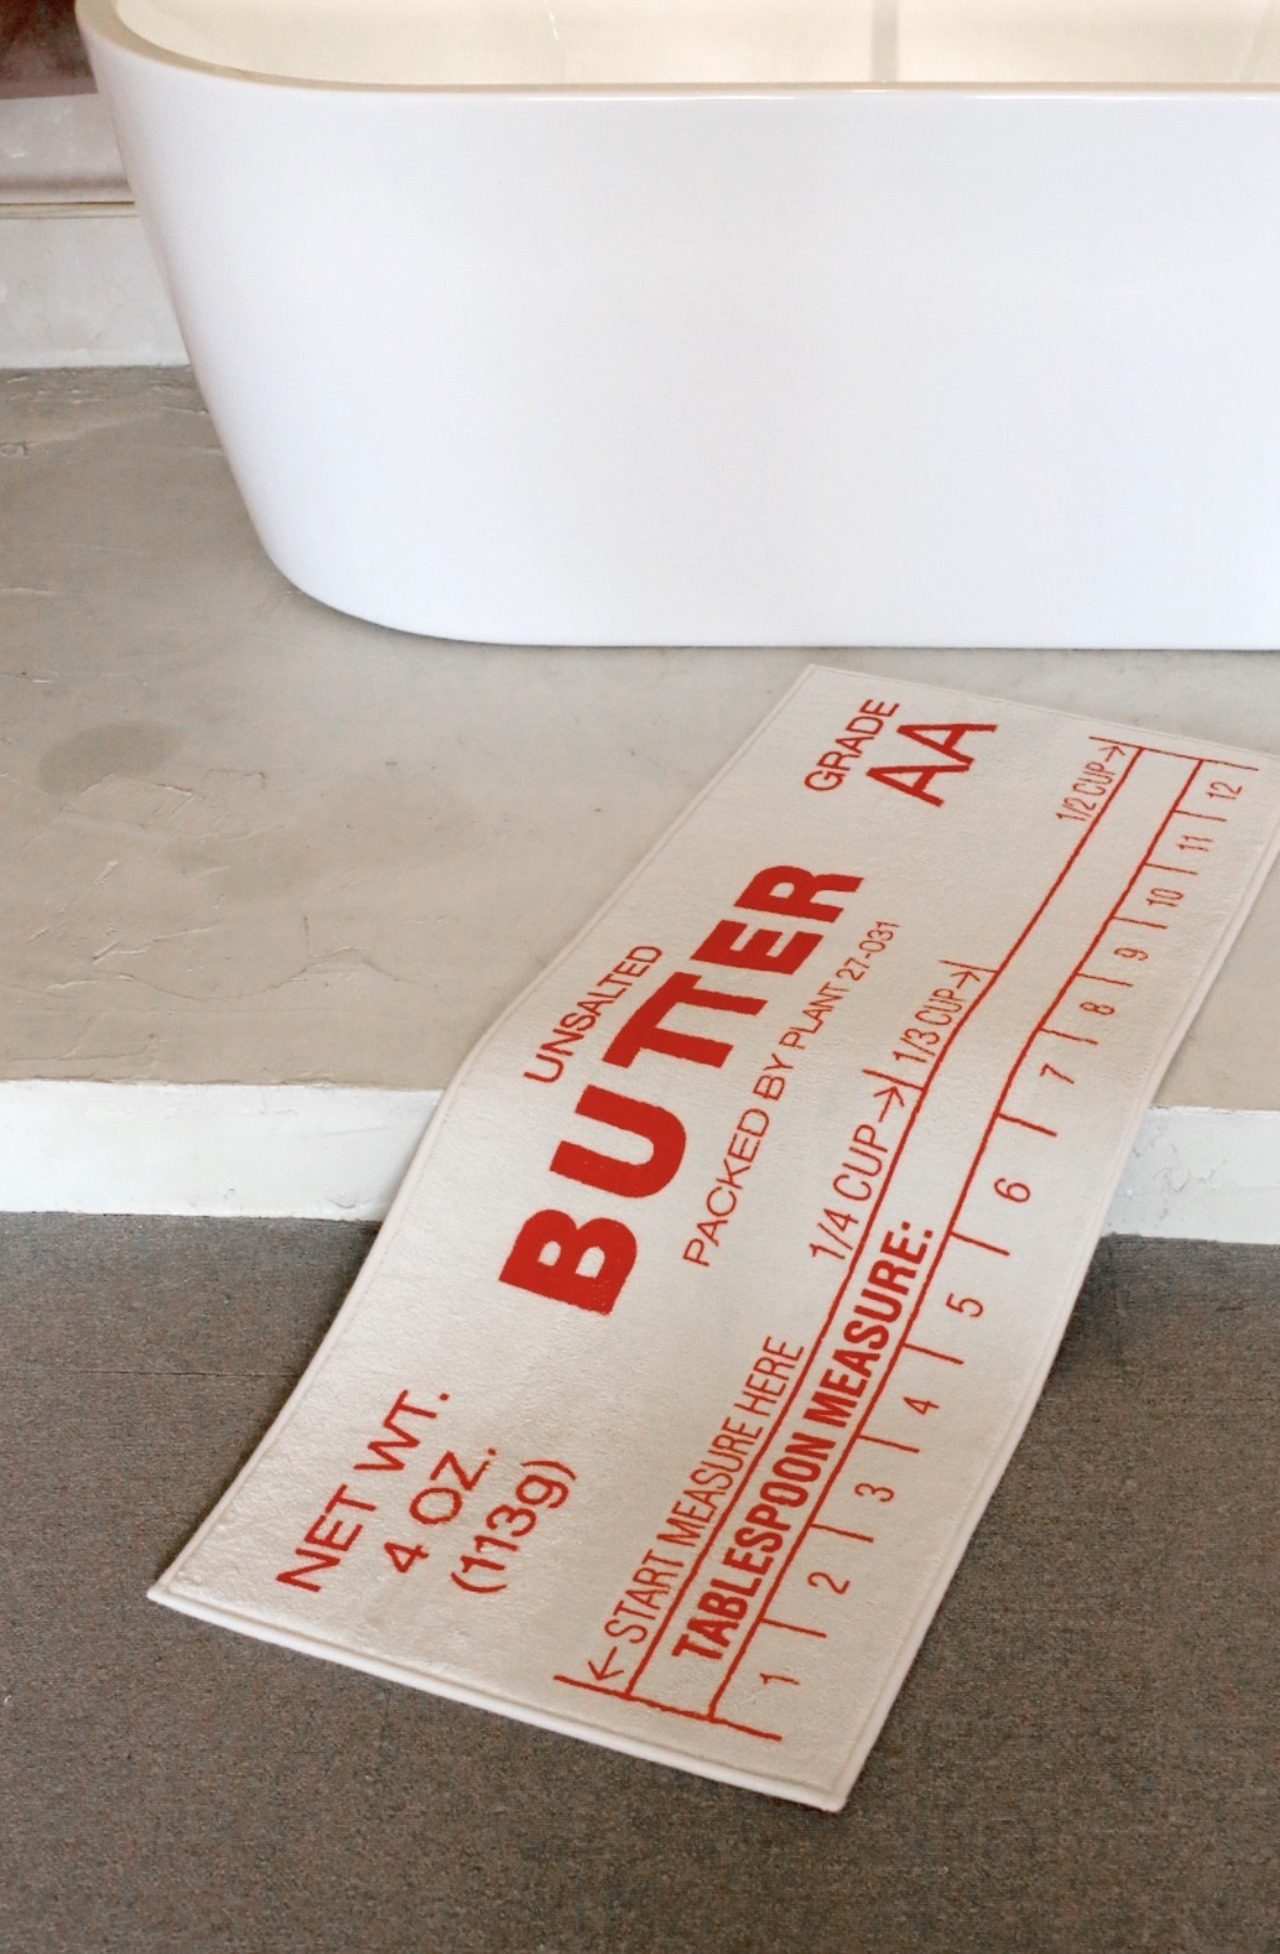 NET WT.
4 OZ.
(113g)
UNSALTED
BUTTER
PACKED BY PLANT 27-031
GRADE
AA
←START MEASURE HERE
1/4 CUP→
1/3 CUP→
1/2 CUP→
TABLESPOON MEASURE:
1 2 3 4 5 6 7 8 9 10 11 12